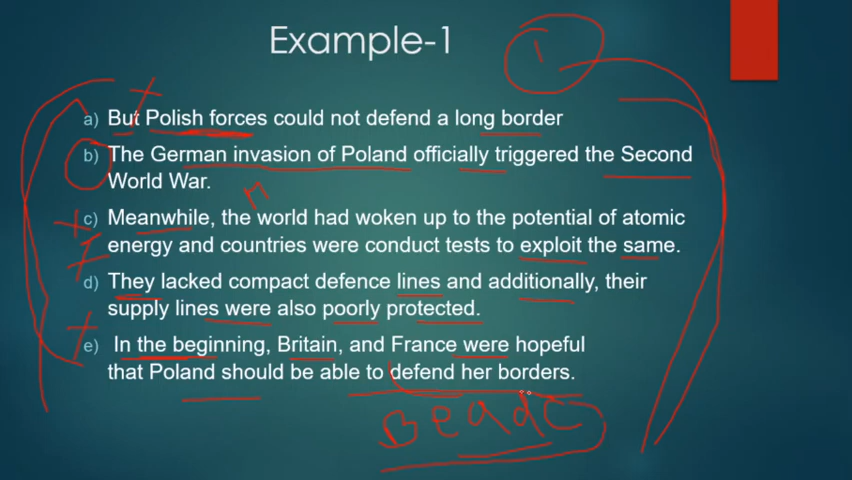 Example-1
1
a) But Polish forces could not defend a long border
b) The German invasion of Poland officially triggered the Second
World War.
c) Meanwhile, the world had woken up to the potential of atomic
energy and countries were conduct tests to exploit the same.
d) They lacked compact defence lines and additionally, their
supply lines were also poorly protected.
e) In the beginning, Britain, and France were hopeful
that Poland should be able to defend her borders.
Beadc